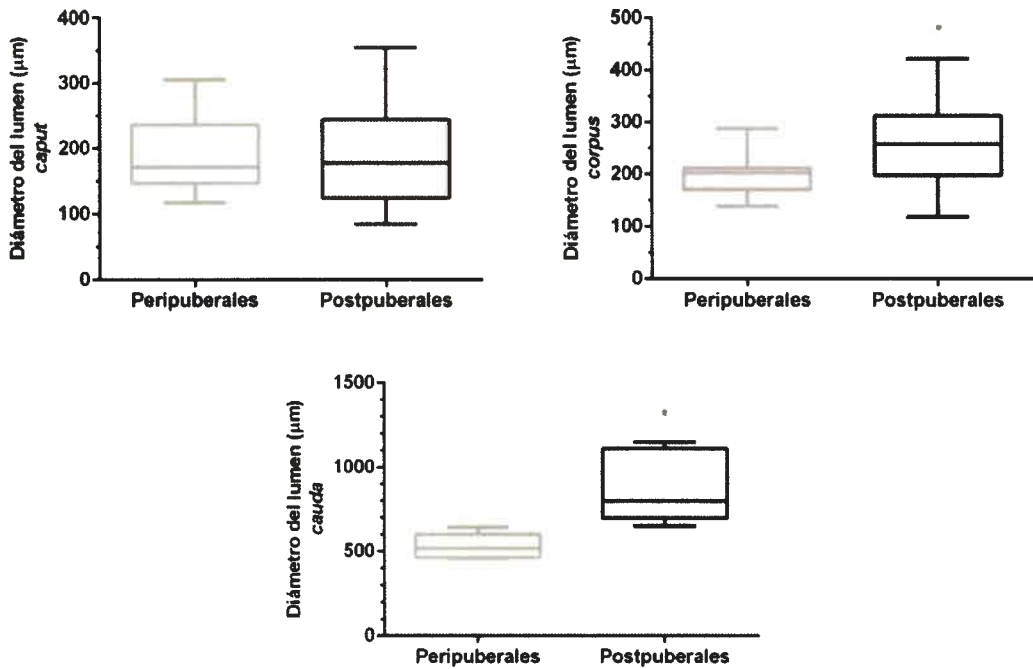 Diámetro del lumen (µm)
caput
400
300
200
100
0
Peripuberales Postpuberales
Diámetro del lumen (µm)
corpus
500
400
300
200
100
0
Peripuberales Postpuberales
Diámetro del lumen (µm)
cauda
1500
1000
500
0
Peripuberales Postpuberales